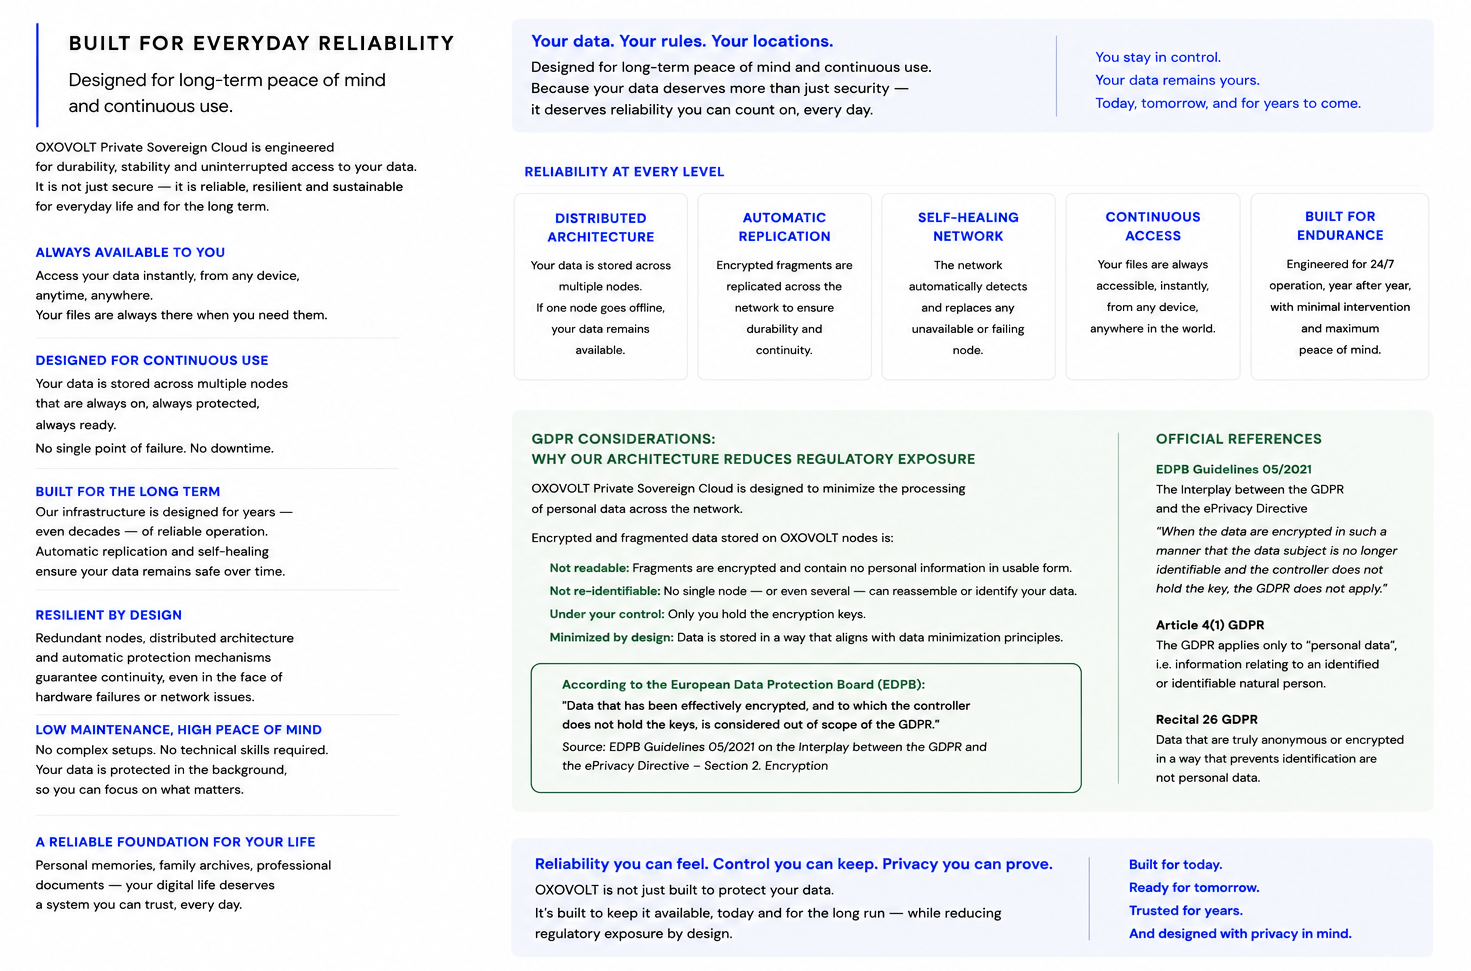 BUILT FOR EVERYDAY RELIABILITY
Designed for long-term peace of mind
and continuous use.
OXOVOLT Private Sovereign Cloud is engineered
for durability, stability and uninterrupted access to your data.
It is not just secure — it is reliable, resilient and sustainable
for everyday life and for the long term.
ALWAYS AVAILABLE TO YOU
Access your data instantly, from any device,
anytime, anywhere.
Your files are always there when you need them.
DESIGNED FOR CONTINUOUS USE
Your data is stored across multiple nodes
that are always on, always protected,
always ready.
No single point of failure. No downtime.
BUILT FOR THE LONG TERM
Our infrastructure is designed for years —
even decades — of reliable operation.
Automatic replication and self-healing
ensure your data remains safe over time.
RESILIENT BY DESIGN
Redundant nodes, distributed architecture
and automatic protection mechanisms
guarantee continuity, even in the face of
hardware failures or network issues.
LOW MAINTENANCE, HIGH PEACE OF MIND
No complex setups. No technical skills required.
Your data is protected in the background,
so you can focus on what matters.
A RELIABLE FOUNDATION FOR YOUR LIFE
Personal memories, family archives, professional
documents — your digital life deserves
a system you can trust, every day.
Your data. Your rules. Your locations.
Designed for long-term peace of mind and continuous use.
Because your data deserves more than just security —
it deserves reliability you can count on, every day.
You stay in control.
Your data remains yours.
Today, tomorrow, and for years to come.
RELIABILITY AT EVERY LEVEL
DISTRIBUTED
ARCHITECTURE
Your data is stored across
multiple nodes.
If one node goes offline,
your data remains
available.
AUTOMATIC
REPLICATION
Encrypted fragments are
replicated across the
network to ensure
durability and
continuity.
SELF-HEALING
NETWORK
The network
automatically detects
and replaces any
unavailable or failing
node.
CONTINUOUS
ACCESS
Your files are always
accessible, instantly,
from any device,
anywhere in the world.
BUILT FOR
ENDURANCE
Engineered for 24/7
operation, year after year,
with minimal intervention
and maximum
peace of mind.
GDPR CONSIDERATIONS:
WHY OUR ARCHITECTURE REDUCES REGULATORY EXPOSURE
OXOVOLT Private Sovereign Cloud is designed to minimize the processing
of personal data across the network.
Encrypted and fragmented data stored on OXOVOLT nodes is:
Not readable: Fragments are encrypted and contain no personal information in usable form.
Not re-identifiable: No single node — or even several — can reassemble or identify your data.
Under your control: Only you hold the encryption keys.
Minimized by design: Data is stored in a way that aligns with data minimization principles.
According to the European Data Protection Board (EDPB):
"Data that has been effectively encrypted, and to which the controller
does not hold the keys, is considered out of scope of the GDPR."
Source: EDPB Guidelines 05/2021 on the Interplay between the GDPR and
the ePrivacy Directive – Section 2. Encryption
OFFICIAL REFERENCES
EDPB Guidelines 05/2021
The Interplay between the GDPR
and the ePrivacy Directive
"When the data are encrypted in such a
manner that the data subject is no longer
identifiable and the controller does not
hold the key, the GDPR does not apply."
Article 4(1) GDPR
The GDPR applies only to "personal data",
i.e. information relating to an identified
or identifiable natural person.
Recital 26 GDPR
Data that are truly anonymous or encrypted
in a way that prevents identification are
not personal data.
Reliability you can feel. Control you can keep. Privacy you can prove.
OXOVOLT is not just built to protect your data.
It's built to keep it available, today and for the long run — while reducing
regulatory exposure by design.
Built for today.
Ready for tomorrow.
Trusted for years.
And designed with privacy in mind.